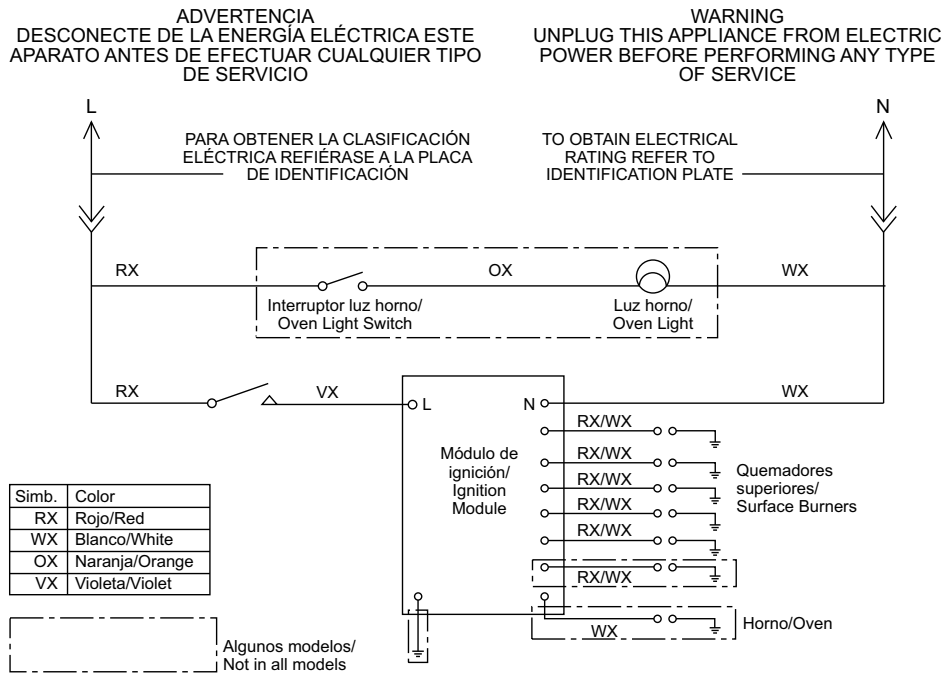 ADVERTENCIA
DESCONECTE DE LA ENERGÍA ELÉCTRICA ESTE
APARATO ANTES DE EFECTUAR CUALQUIER TIPO
DE SERVICIO
WARNING
UNPLUG THIS APPLIANCE FROM ELECTRIC
POWER BEFORE PERFORMING ANY TYPE
OF SERVICE
L
N
PARA OBTENER LA CLASIFICACIÓN
ELÉCTRICA REFIÉRASE A LA PLACA
DE IDENTIFICACIÓN
TO OBTAIN ELECTRICAL
RATING REFER TO
IDENTIFICATION PLATE
RX
OX
WX
Interruptor luz horno/
Oven Light Switch
Luz horno/
Oven Light
RX
VX
WX
L
N
Módulo de
ignición/
Ignition
Module
RX/WX
RX/WX
RX/WX
RX/WX
RX/WX
RX/WX
WX
Quemadores
superiores/
Surface Burners
Horno/Oven
Simb. Color
RX Rojo/Red
WX Blanco/White
OX Naranja/Orange
VX Violeta/Violet
Algunos modelos/
Not in all models